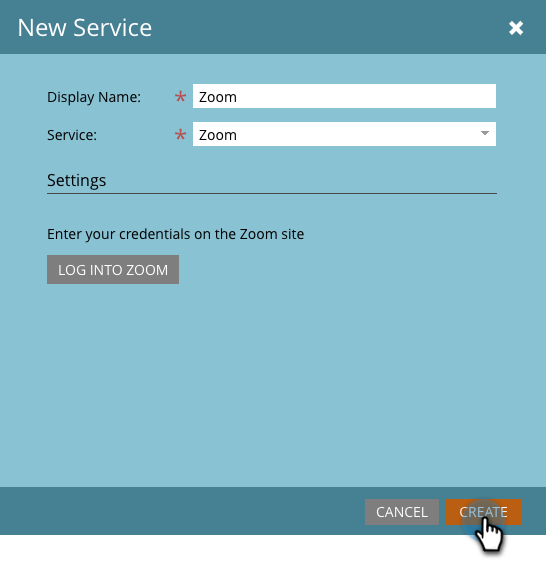 New Service
Display Name: * Zoom
Service: * Zoom
Settings
Enter your credentials on the Zoom site
LOG INTO ZOOM
CANCEL CREATE